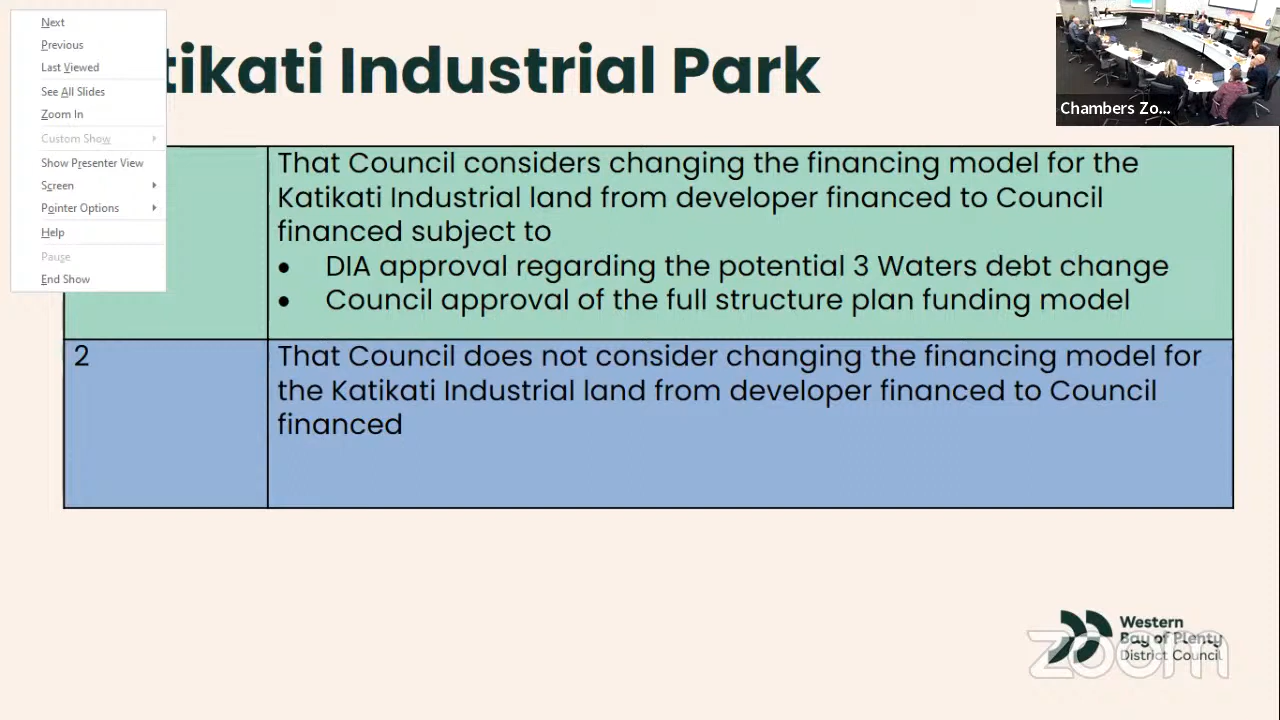 Next
Previous
Last Viewed
See All Slides
Zoom In
Custom Show
Show Presenter View
Screen
Pointer Options
Help
Pause
End Show
tikati Industrial Park
Chambers Zo...
That Council considers changing the financing model for the
Katikati Industrial land from developer financed to Council
financed subject to
• DIA approval regarding the potential 3 Waters debt change
• Council approval of the full structure plan funding model
2
That Council does not consider changing the financing model for
the Katikati Industrial land from developer financed to Council
financed
Western
Bay of Plenty
District Council
zoom